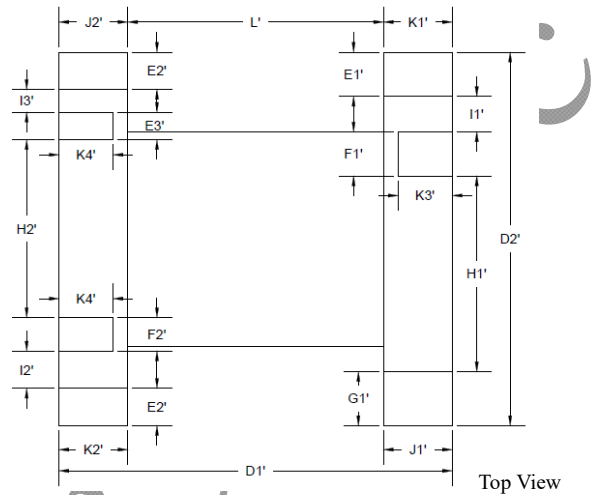 J2' L' K1'
E2' E1'
I3' I1'
E3'
K4' F1'
K3'
H2' D2'
H1'
K4'
F2'
I2'
G1'
E2'
K2' J1'
D1'
Top View